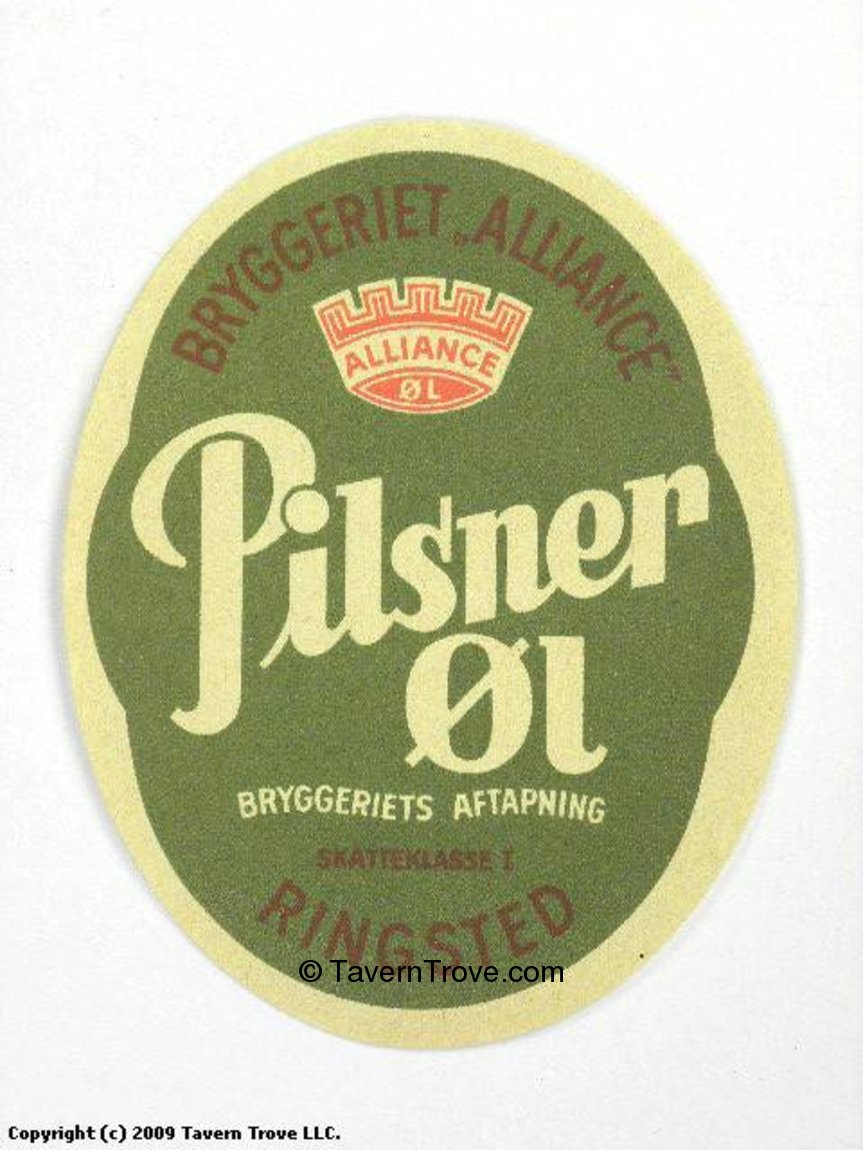 BRYGGERIET „ALLIANCE”
ALLIANCE
ØL
Pilsner
Øl
BRYGGERIETS AFTAPNING
SKATTEKLASSE I
RINGSTED
© TavernTrove.com
Copyright (c) 2009 Tavern Trove LLC.